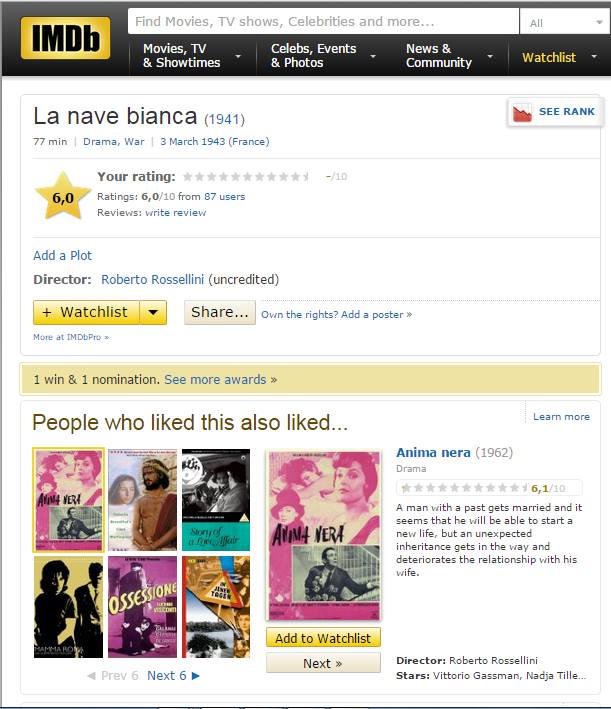 IMDb
Find Movies, TV shows, Celebrities and more...
All
Movies, TV
& Showtimes
Celebs, Events
& Photos
News &
Community
Watchlist
La nave bianca (1941)
SEE RANK
77 min | Drama, War | 3 March 1943 (France)
6,0
Your rating: -/10
Ratings: 6,0/10 from 87 users
Reviews: write review
Add a Plot
Director: Roberto Rossellini (uncredited)
+ Watchlist
Share...
Own the rights? Add a poster »
More at IMDbPro »
1 win & 1 nomination. See more awards »
People who liked this also liked...
Learn more
ANIMA NERA
Story of
a Love Affair
MAMMA ROMA
OSSESSIONE
IN JENEN
TAGEN
◄ Prev 6 Next 6 ►
ANIMA NERA
Add to Watchlist
Next »
Anima nera (1962)
Drama
6,1/10
A man with a past gets married and it
seems that he will be able to start a
new life, but an unexpected
inheritance gets in the way and
deteriorates the relationship with his
wife.
Director: Roberto Rossellini
Stars: Vittorio Gassman, Nadja Tille...